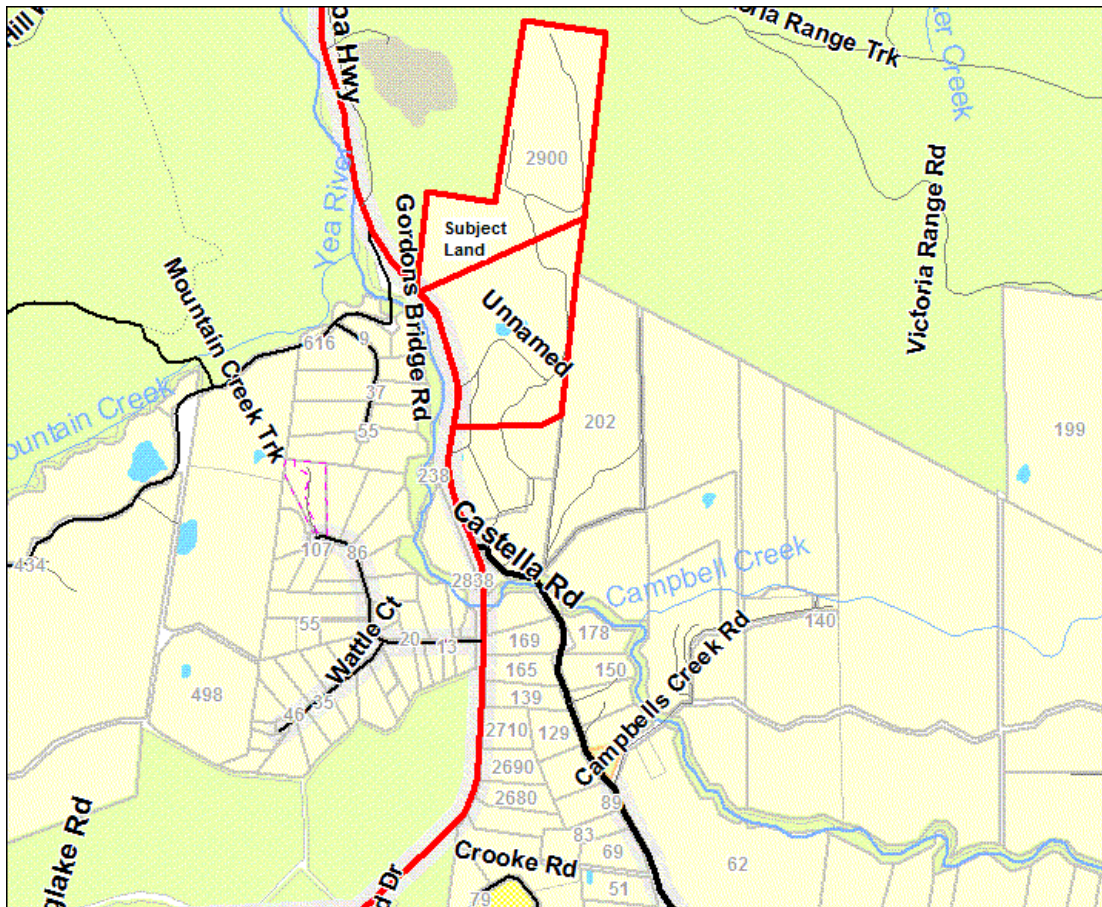 Hill
oa Hwy
oria Range Trk
er Creek
2900
Victoria Range Rd
Yea River
Gordons Bridge Rd
Subject
Land
Mountain Creek Trk
Unnamed
616
9
37
55
ountain Creek
202
199
238
Castella Rd
107
86
434
2838
Campbell Creek
55
Wattle Ct
20
13
169
178
140
165
150
Campbells Creek Rd
498
46
35
139
2710
129
2690
2680
89
83
69
62
glake Rd
Crooke Rd
d Dr
79
51